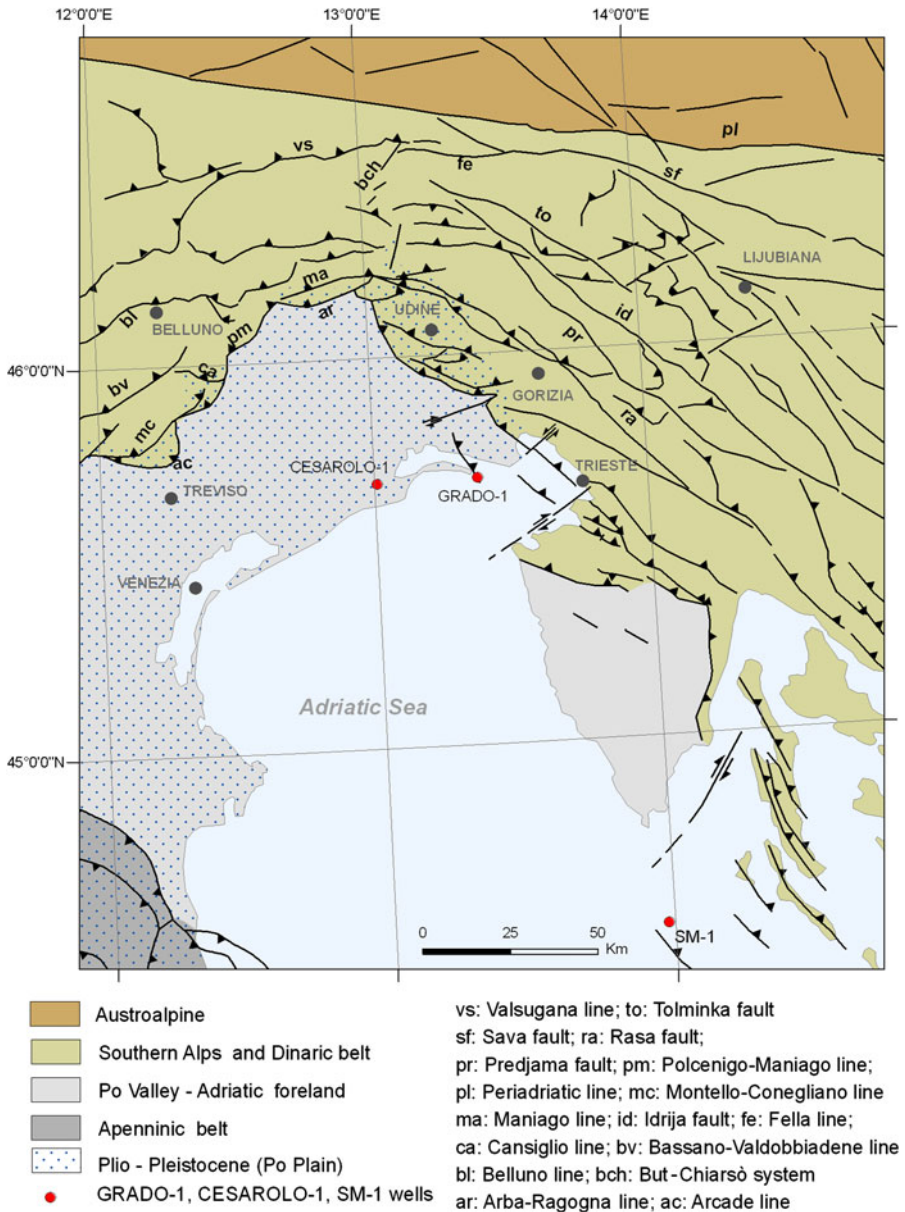 12°0'0"E 13°0'0"E 14°0'0"E
pl
vs
bch
fe
sf
to
LIJUBIANA
ma
bl
BELLUNO
ar
UDINE
id
pm
pr
46°0'0"N
ca
bv
GORIZIA
mc
ra
ac
CESAROLO-1
TRIESTE
TREVISO
GRADO-1
VENEZIA
Adriatic Sea
45°0'0"N
0 25 50
Km
SM-1
Austroalpine
Southern Alps and Dinaric belt
Po Valley - Adriatic foreland
Apenninic belt
Plio - Pleistocene (Po Plain)
GRADO-1, CESAROLO-1, SM-1 wells
vs: Valsugana line; to: Tolminka fault
sf: Sava fault; ra: Rasa fault;
pr: Predjama fault; pm: Polcenigo-Maniago line;
pl: Periadriatic line; mc: Montello-Conegliano line
ma: Maniago line; id: Idrija fault; fe: Fella line;
ca: Cansiglio line; bv: Bassano-Valdobbiadene line
bl: Belluno line; bch: But-Chiarsò system
ar: Arba-Ragogna line; ac: Arcade line